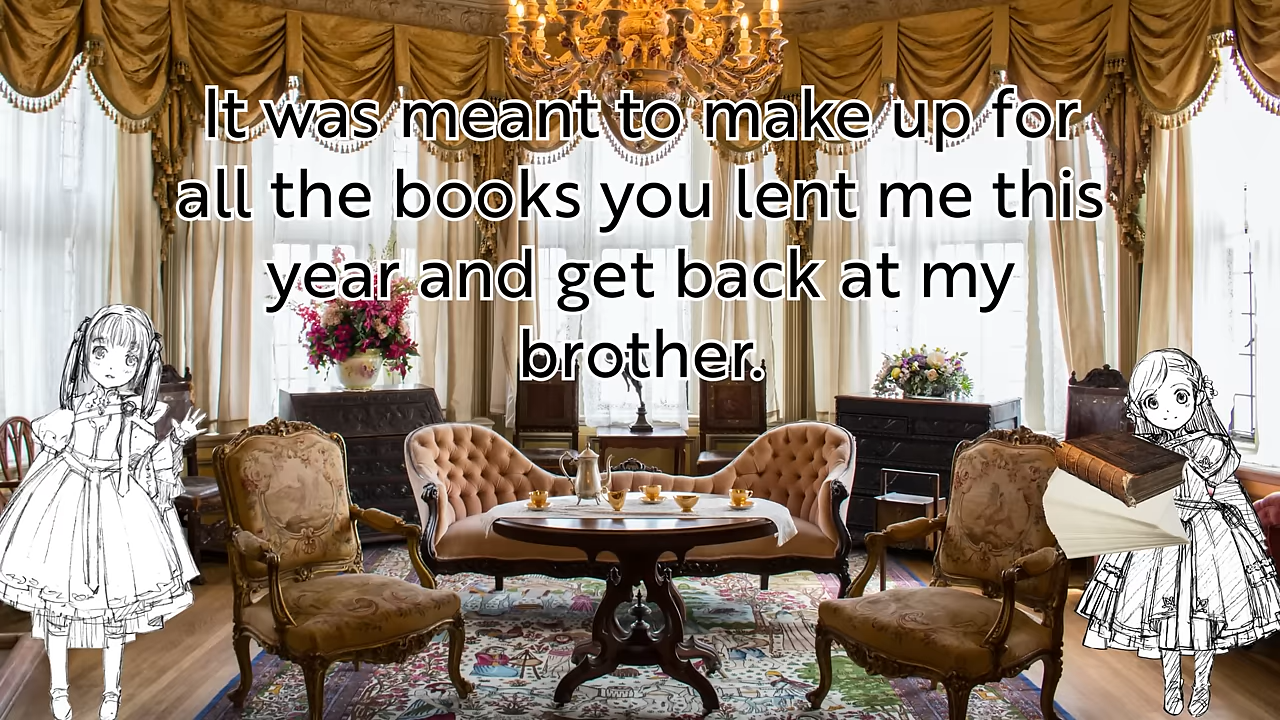 It was meant to make up for
all the books you lent me this
year and get back at my
brother.